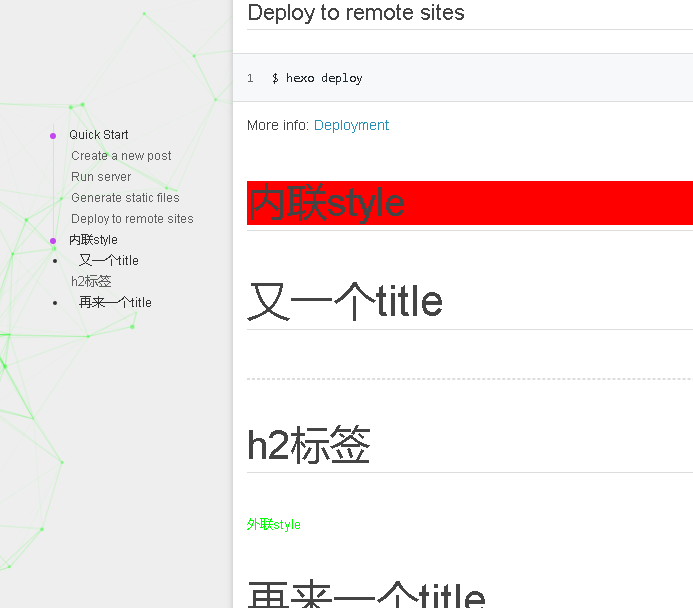 Quick Start
Create a new post
Run server
Generate static files
Deploy to remote sites
内联style
又一个title
h2标签
再来一个title
Deploy to remote sites
1 $ hexo deploy
More info: Deployment
内联style
又一个title
h2标签
外联style
再来一个title